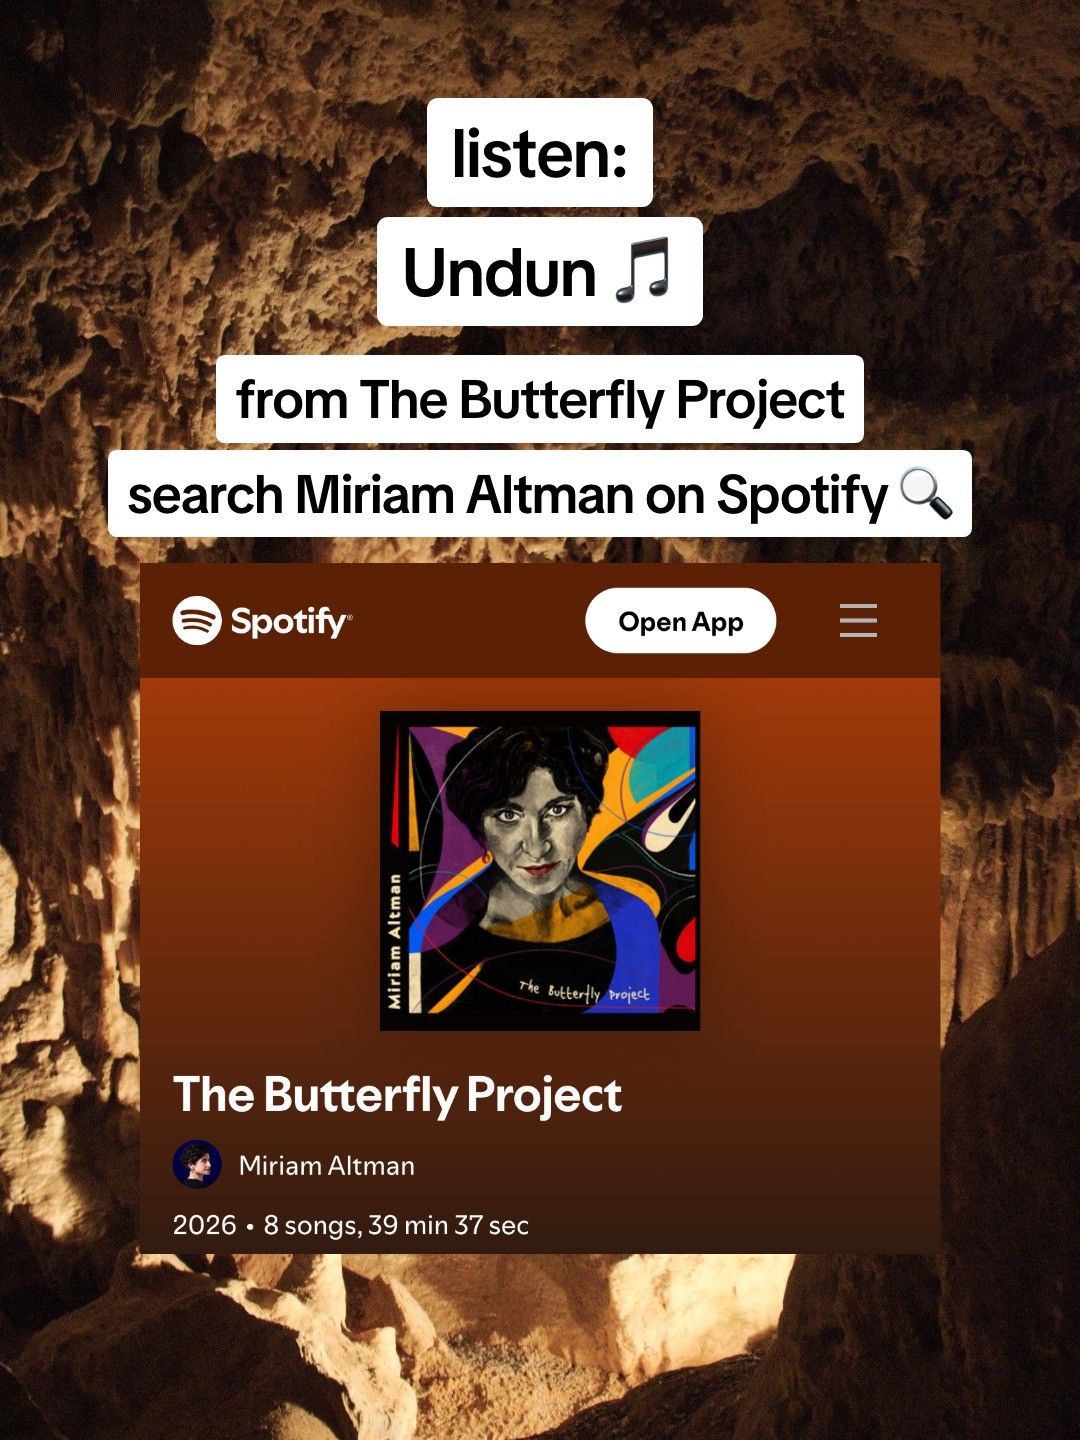 listen:
Undun 🎵
from The Butterfly Project
search Miriam Altman on Spotify 🔍
Spotify®
Open App
Miriam Altman
The Butterfly Project
The Butterfly Project
Miriam Altman
2026 • 8 songs, 39 min 37 sec